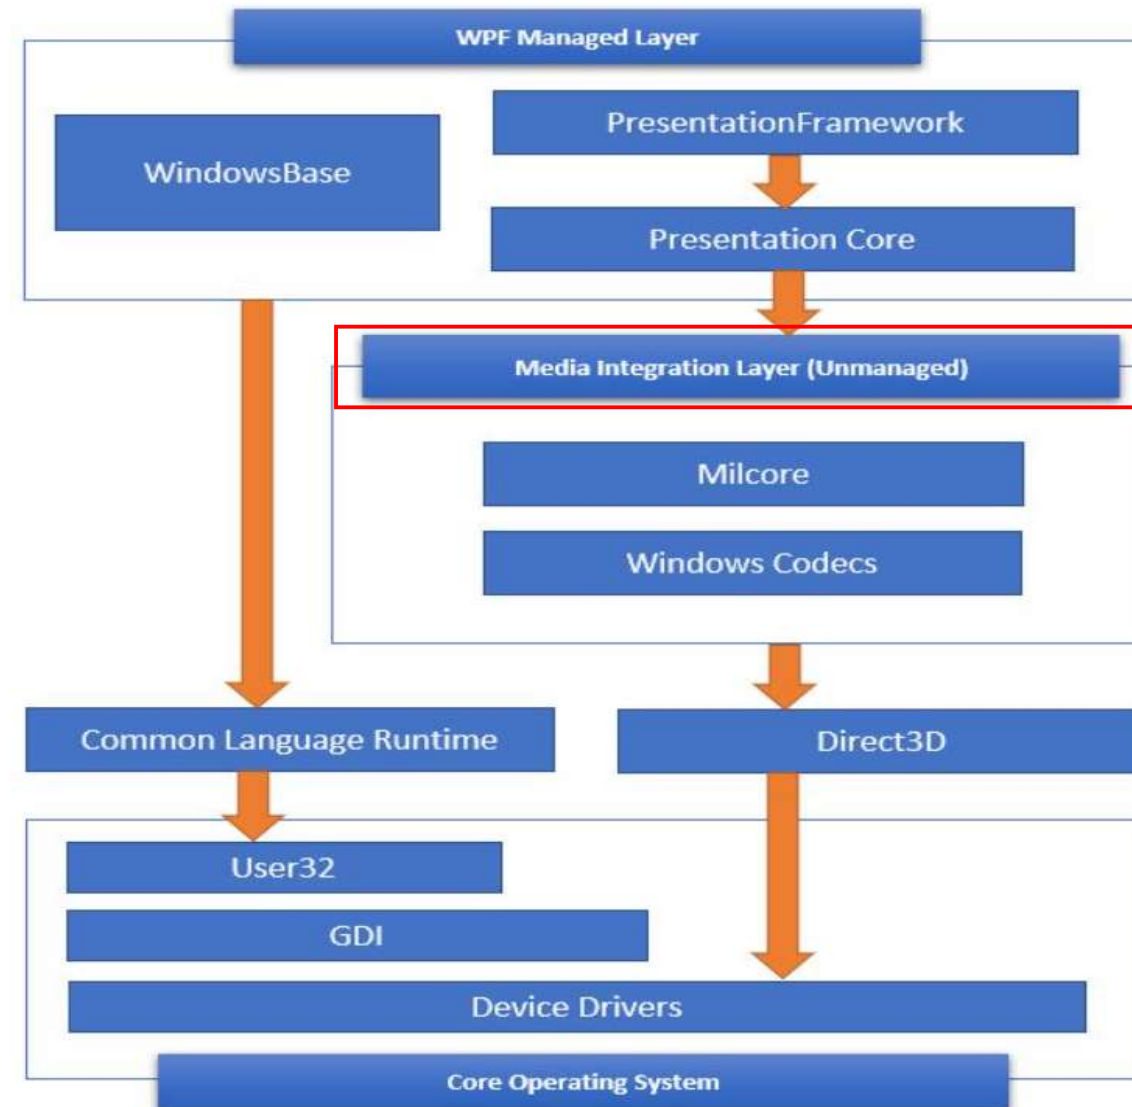 WPF Managed Layer
WindowsBase
PresentationFramework
Presentation Core
Media Integration Layer (Unmanaged)
Milcore
Windows Codecs
Common Language Runtime
Direct3D
User32
GDI
Device Drivers
Core Operating System